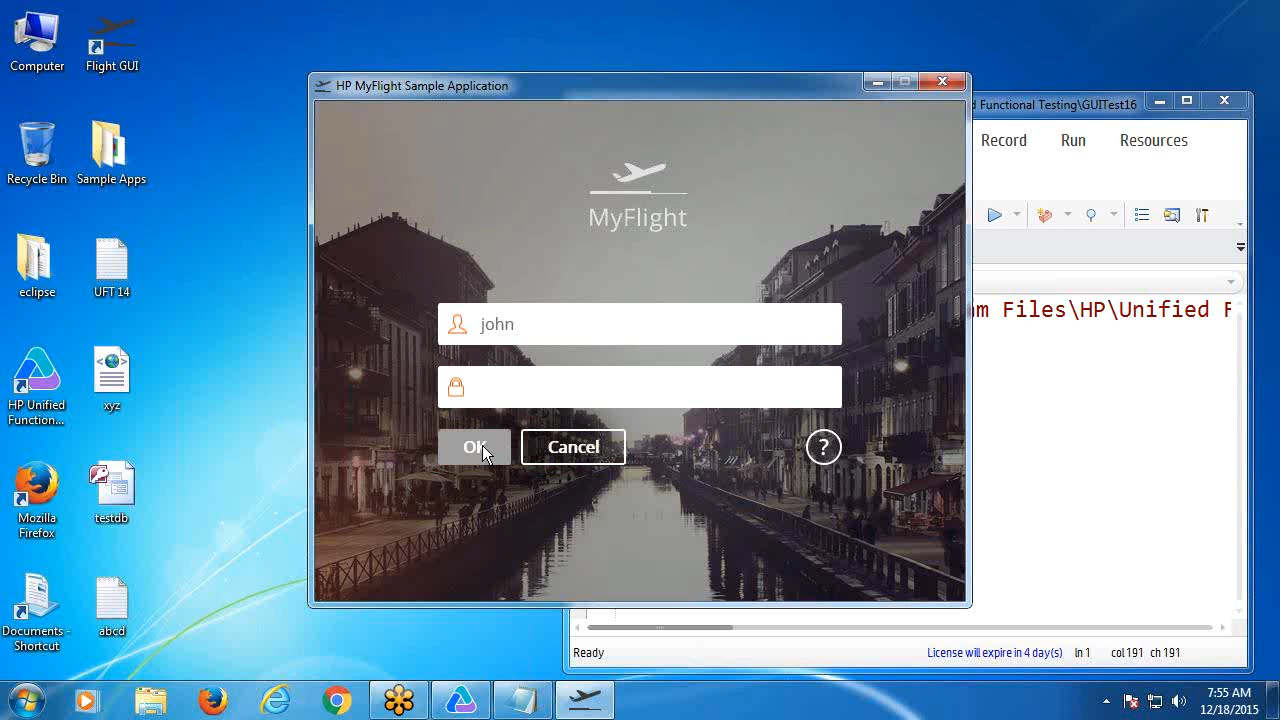 Computer
Flight GUI
Recycle Bin
Sample Apps
eclipse
UFT 14
HP Unified
Function...
xyz
Mozilla
Firefox
testdb
Documents -
Shortcut
abcd
HP MyFlight Sample Application
MyFlight
john
OK
Cancel
?
d Functional Testing\GUITest16
Record
Run
Resources
am Files\HP\Unified F
Ready
License will expire in 4 day(s)
ln 1
col 191
ch 191
7:55 AM
12/18/2015